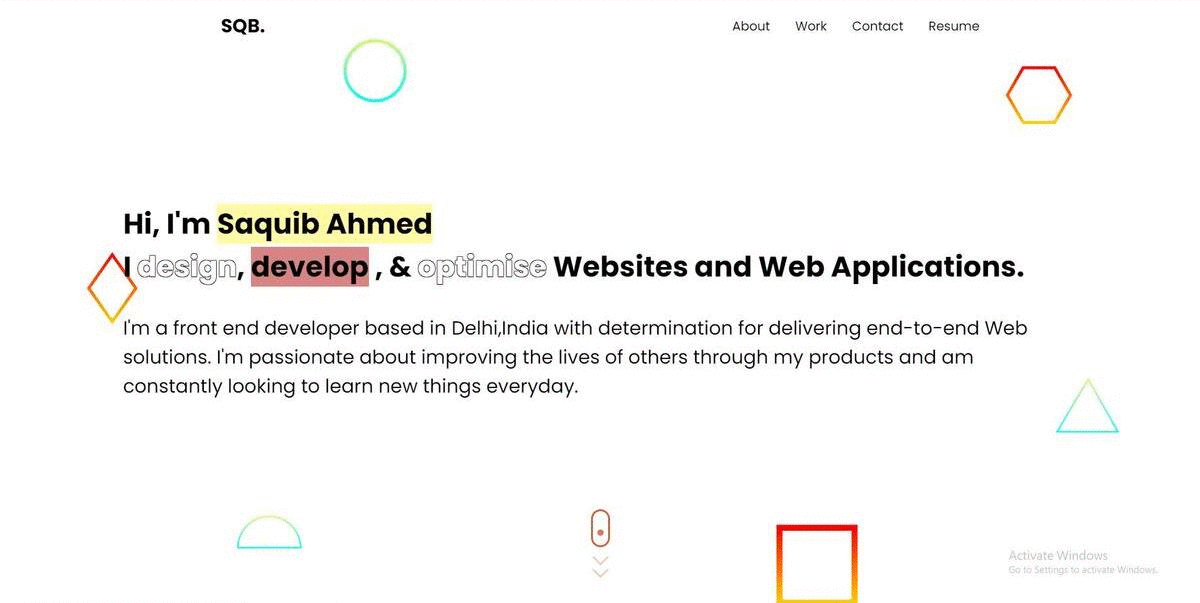 SQB.
About Work Contact Resume
Hi, I'm Saquib Ahmed
I design, develop , & optimise Websites and Web Applications.
I'm a front end developer based in Delhi,India with determination for delivering end-to-end Web
solutions. I'm passionate about improving the lives of others through my products and am
constantly looking to learn new things everyday.
Activate Windows
Go to Settings to activate Windows.